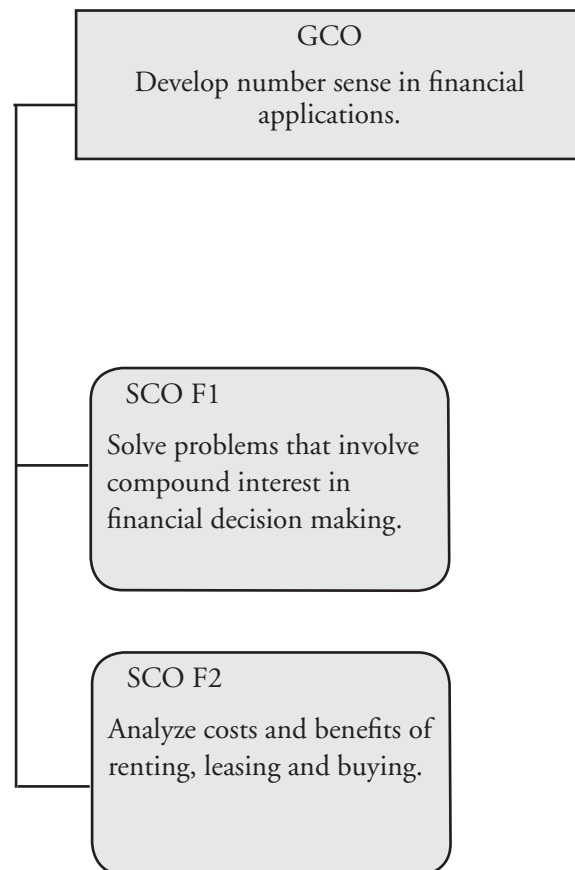 GCO
Develop number sense in financial
applications.
SCO F1
Solve problems that involve
compound interest in
financial decision making.
SCO F2
Analyze costs and benefits of
renting, leasing and buying.